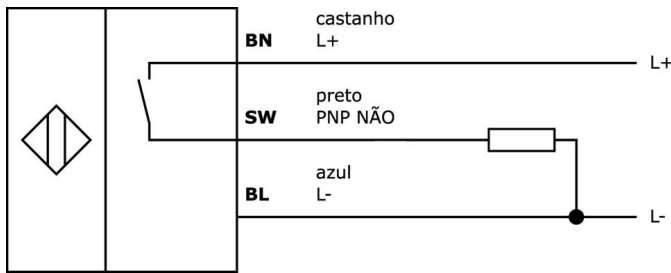 castanho
BN L+
L+
preto
SW PNP NÃO
azul
BL L-
L-